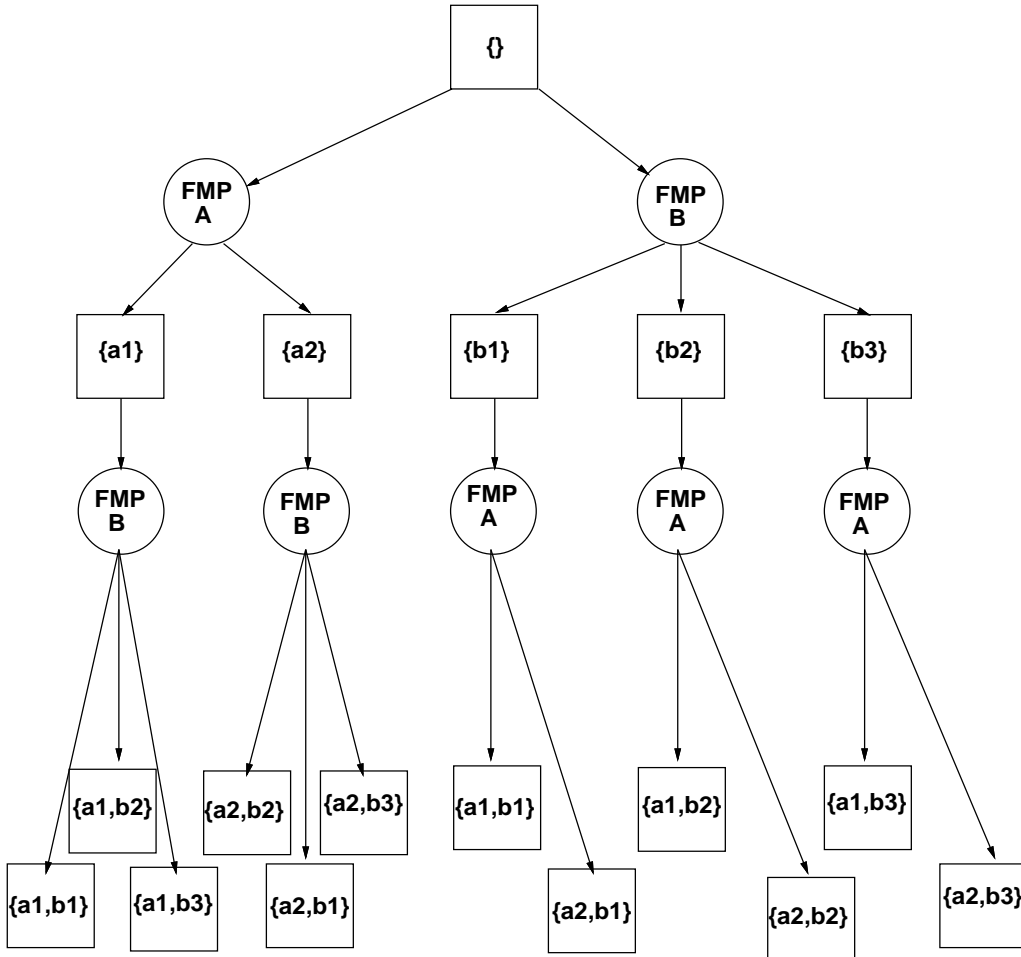 {}
FMP
A
FMP
B
{a1}
{a2}
{b1}
{b2}
{b3}
FMP
B
FMP
B
FMP
A
FMP
A
FMP
A
{a1,b2}
{a2,b2}
{a2,b3}
{a1,b1}
{a1,b2}
{a1,b3}
{a1,b1}
{a1,b3}
{a2,b1}
{a2,b1}
{a2,b2}
{a2,b3}